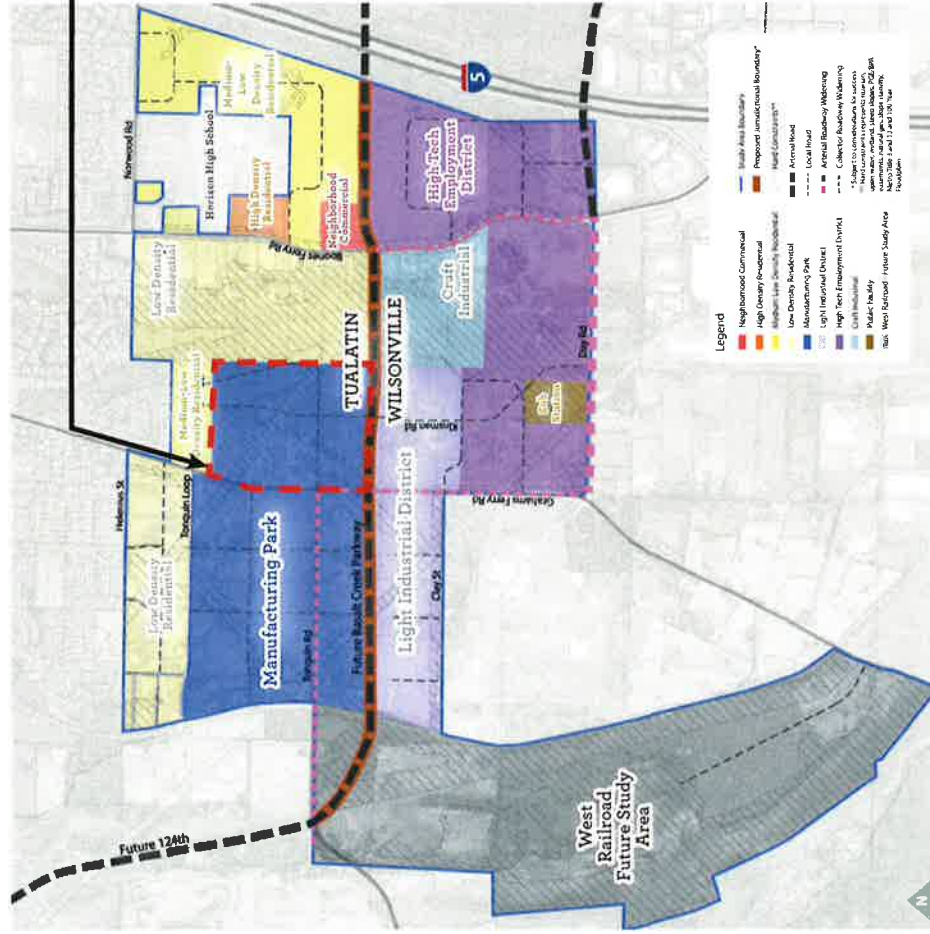 Norwood Rd
Horizon High School
Medium-
Low
Density
Residential
High Density
Residential
Neighborhood
Commercial
Boones Ferry Rd
Low Density
Residential
Medium-Low
Density Residential
Helenius St
Tonquin Loop
Low Density
Residential
Manufacturing Park
Tonquin Rd
Future Basalt Creek Parkway
TUALATIN
WILSONVILLE
5
High-Tech
Employment
District
Craft
Industrial
Light Industrial District
Kinsman Rd
Clay St
Grahams Ferry Rd
Day Rd
Future 124th
West
Railroad
Future Study
Area
N
Legend
Neighborhood Commercial
High Density Residential
Medium-Low Density Residential
Low Density Residential
Manufacturing Park
Light Industrial District
High Tech Employment District
Craft Industrial
Public Facility
West Railroad Future Study Area
Study Area Boundary
Proposed Jurisdictional Boundary*
Hard Constraints**
Arterial Road
Local Road
Arterial Roadway Widening
Collector Roadway Widening